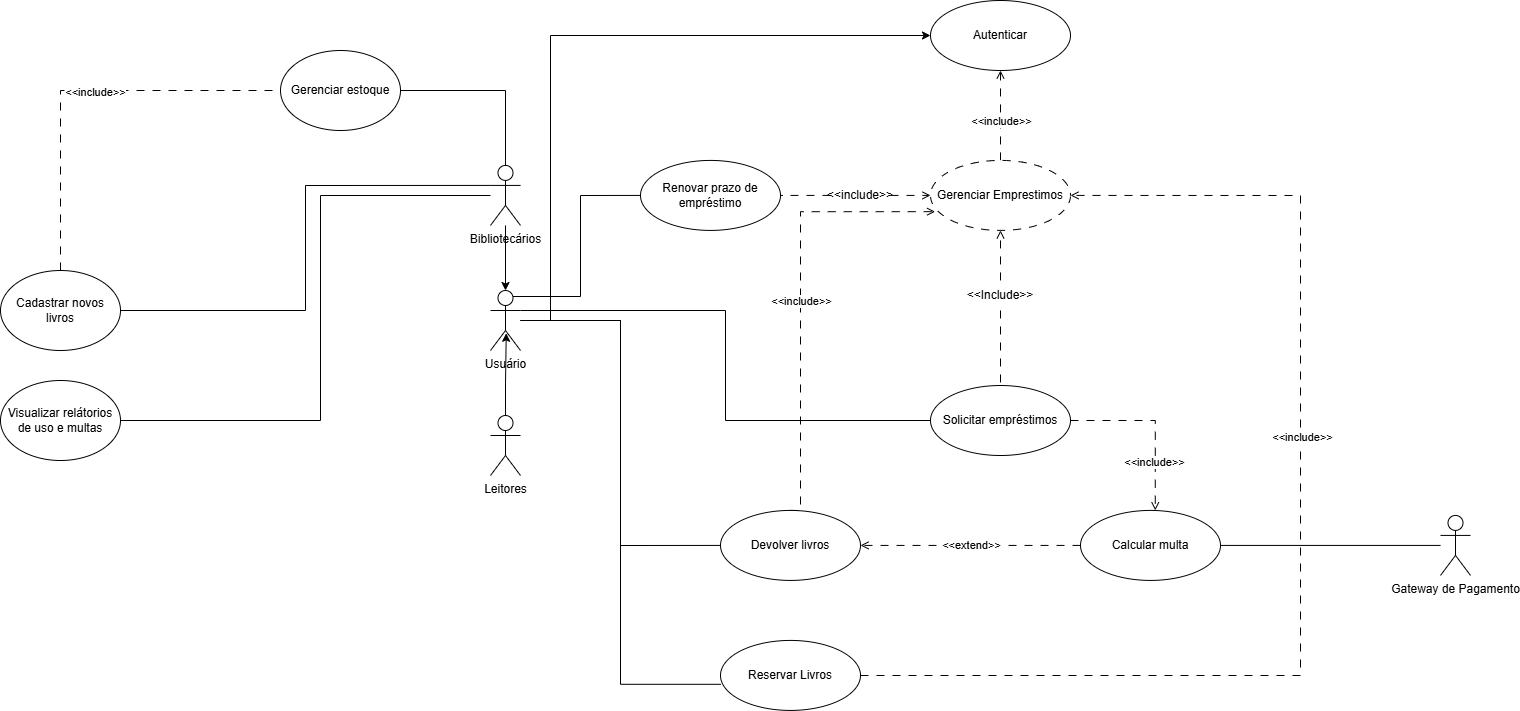 Autenticar
Gerenciar estoque
<<include>>
<<include>>
Renovar prazo de
empréstimo
<<include>>
Gerenciar Emprestimos
Bibliotecários
Cadastrar novos
livros
<<include>>
<<Include>>
Usuário
Visualizar relátorios
de uso e multas
Solicitar empréstimos
<<include>>
<<include>>
Leitores
Devolver livros
<<extend>>
Calcular multa
Gateway de Pagamento
Reservar Livros